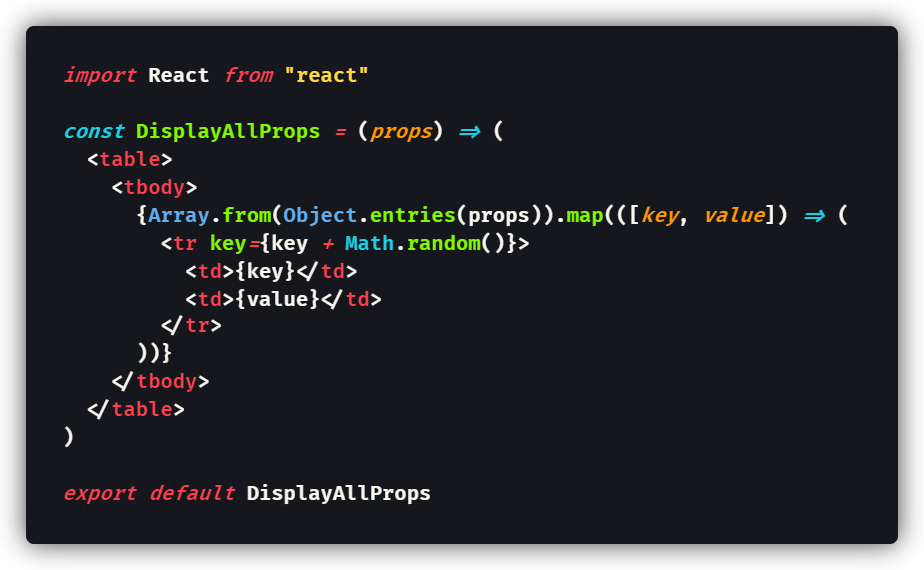 import React from "react"
const DisplayAllProps = (props) => (
<table>
<tbody>
{Array.from(Object.entries(props)).map(([key, value]) => (
<tr key={key + Math.random()}>
<td>{key}</td>
<td>{value}</td>
</tr>
))}
</tbody>
</table>
)
export default DisplayAllProps